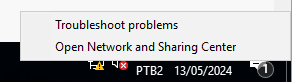 Troubleshoot problems
Open Network and Sharing Center
PTB2 13/05/2024 1